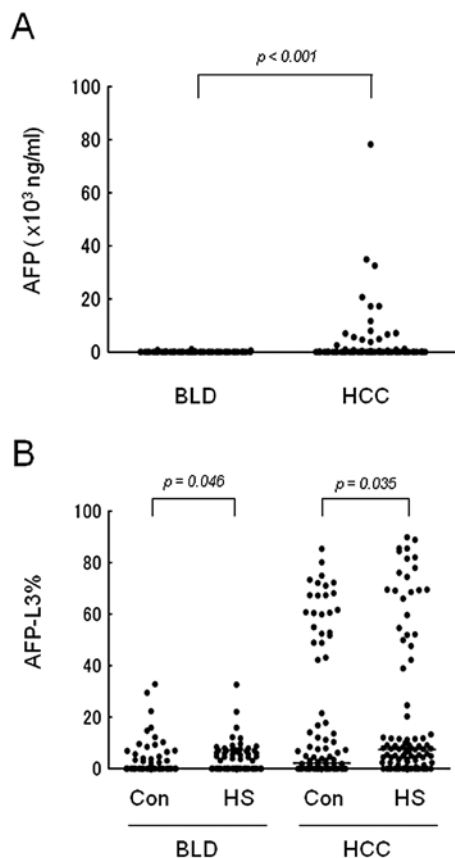 A
p < 0.001
100
80
60
40
20
0
AFP ( x10³ ng/ml)
BLD HCC
B
p = 0.046 p = 0.035
100
80
60
40
20
0
AFP-L3%
Con HS Con HS
BLD HCC